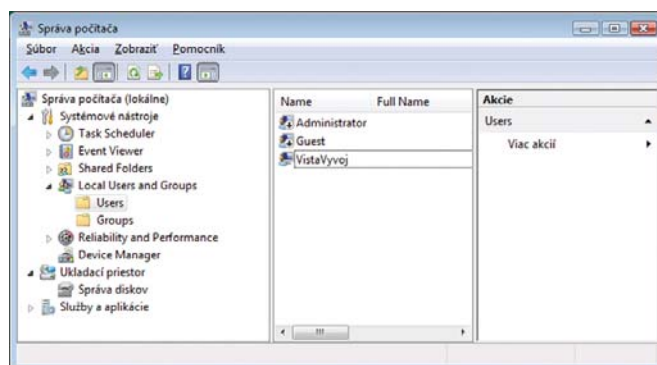 Správa počítača
Súbor Akcia Zobraziť Pomocník
Správa počítača (lokálne)
Systémové nástroje
Task Scheduler
Event Viewer
Shared Folders
Local Users and Groups
Users
Groups
Reliability and Performance
Device Manager
Ukladací priestor
Správa diskov
Služby a aplikácie
Name Full Name
Administrator
Guest
VistaVyvoj
Akcie
Users
Viac akcií